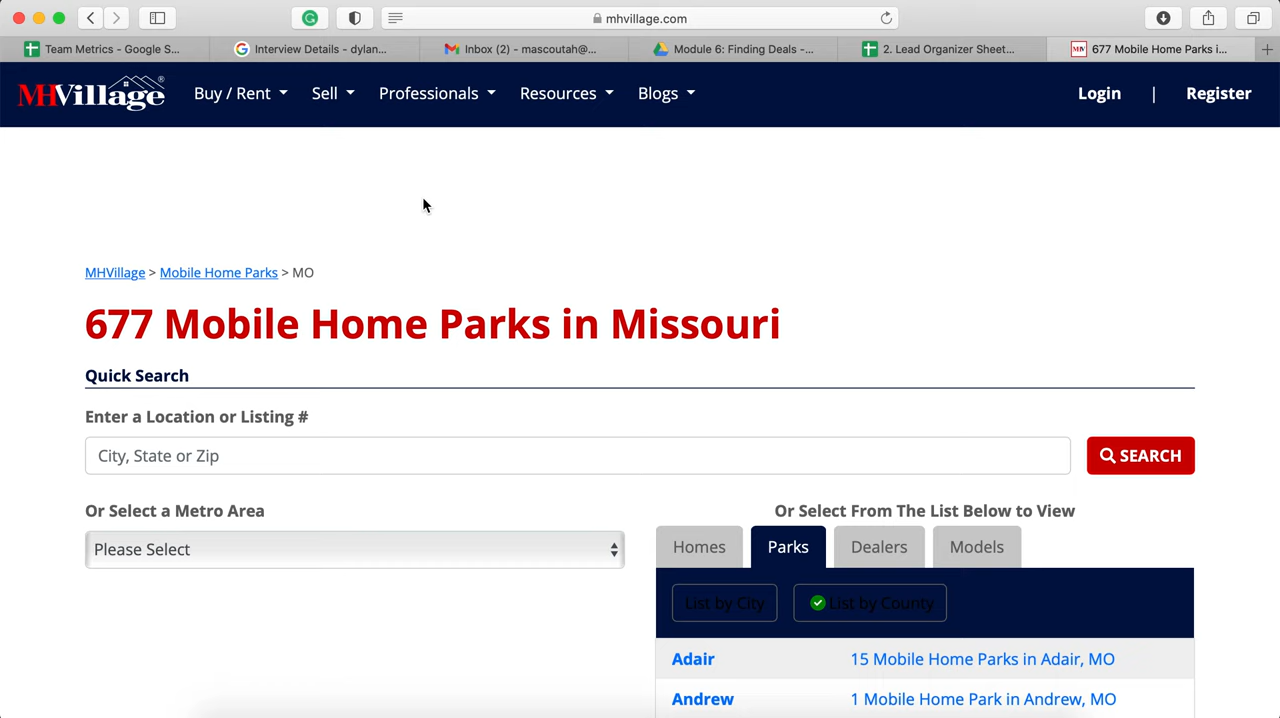 mhvillage.com
Team Metrics - Google S...
Interview Details - dylin...
Inbox (2) - mascoutah@...
Module 6: Finding Deals -...
2. Lead Organizer Sheet...
MH 677 Mobile Home Parks i...
MHVillage®
Buy / Rent
Sell
Professionals
Resources
Blogs
Login | Register
MHVillage > Mobile Home Parks > MO
677 Mobile Home Parks in Missouri
Quick Search
Enter a Location or Listing #
City, State or Zip
SEARCH
Or Select a Metro Area
Or Select From The List Below to View
Please Select
Homes
Parks
Dealers
Models
List by City
List by County
Adair 15 Mobile Home Parks in Adair, MO
Andrew 1 Mobile Home Park in Andrew, MO